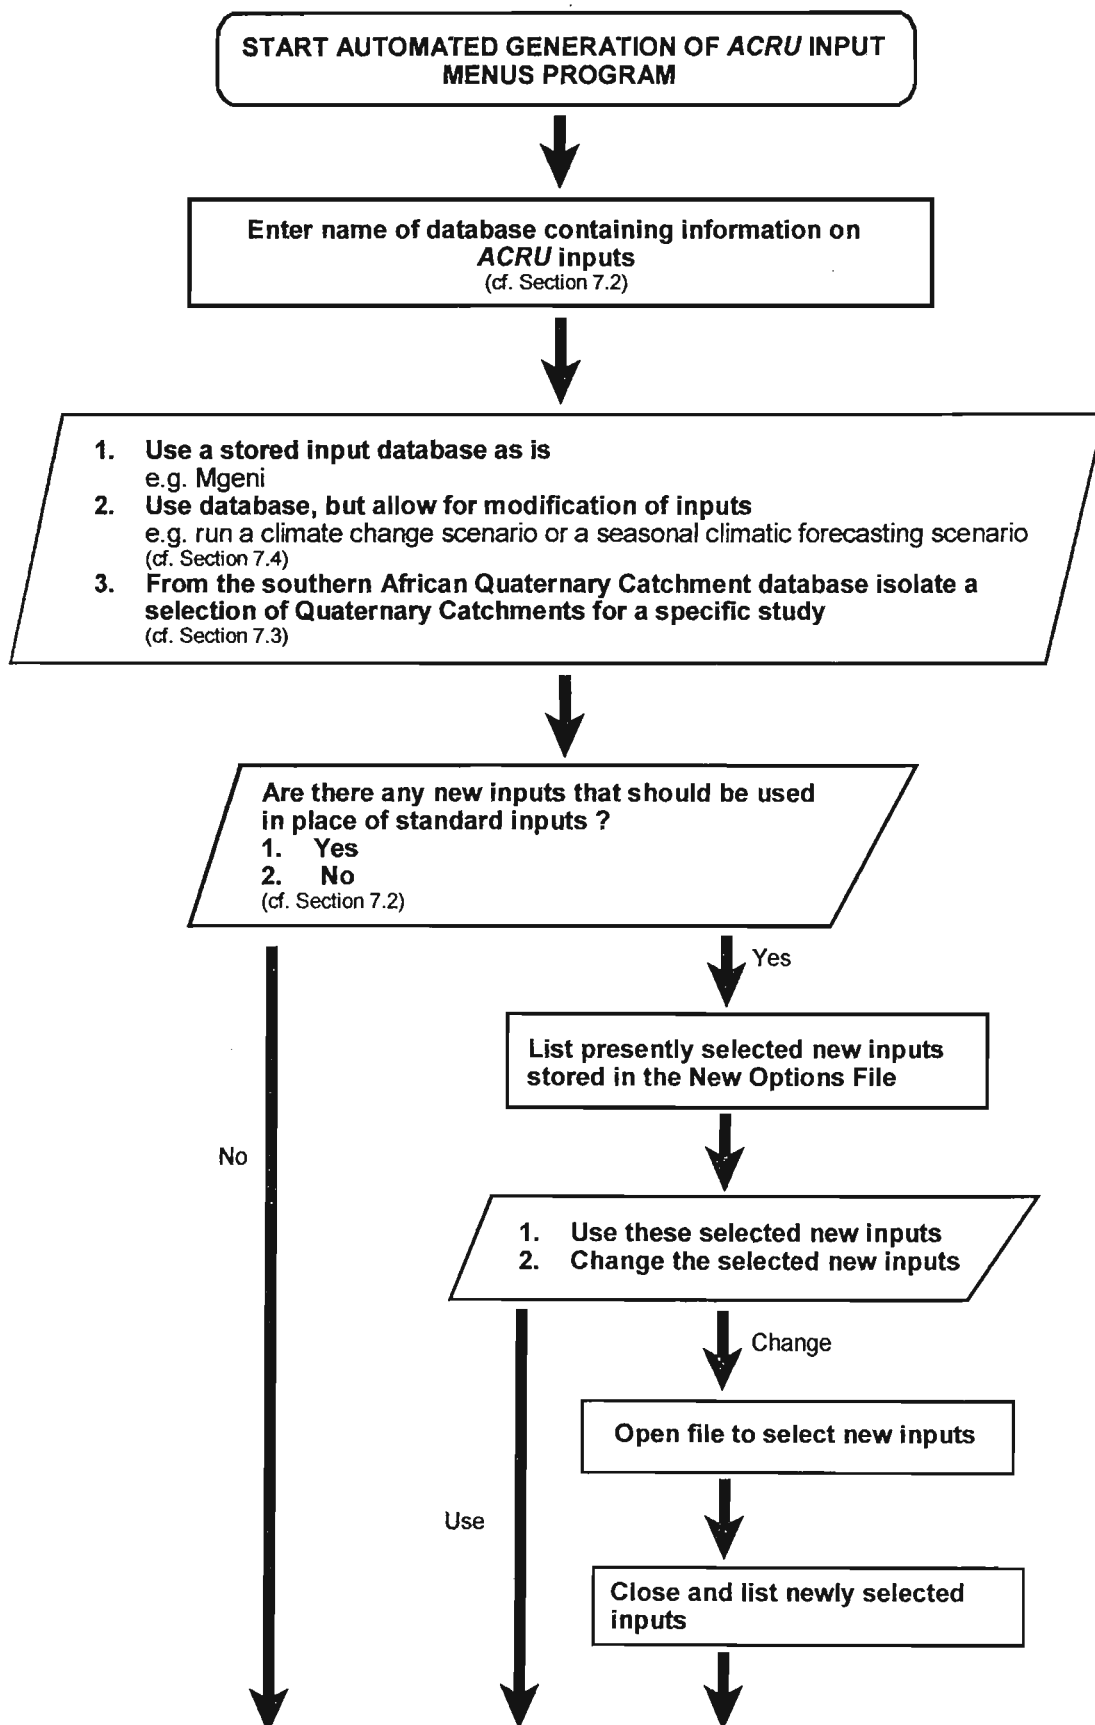 START AUTOMATED GENERATION OF ACRU INPUT
MENUS PROGRAM
Enter name of database containing information on
ACRU inputs
(cf. Section 7.2)
1. Use a stored input database as is
e.g. Mgeni
2. Use database, but allow for modification of inputs
e.g. run a climate change scenario or a seasonal climatic forecasting scenario
(cf. Section 7.4)
3. From the southern African Quaternary Catchment database isolate a
selection of Quaternary Catchments for a specific study
(cf. Section 7.3)
Are there any new inputs that should be used
in place of standard inputs ?
1. Yes
2. No
(cf. Section 7.2)
Yes
List presently selected new inputs
stored in the New Options File
No
1. Use these selected new inputs
2. Change the selected new inputs
Change
Open file to select new inputs
Use
Close and list newly selected
inputs